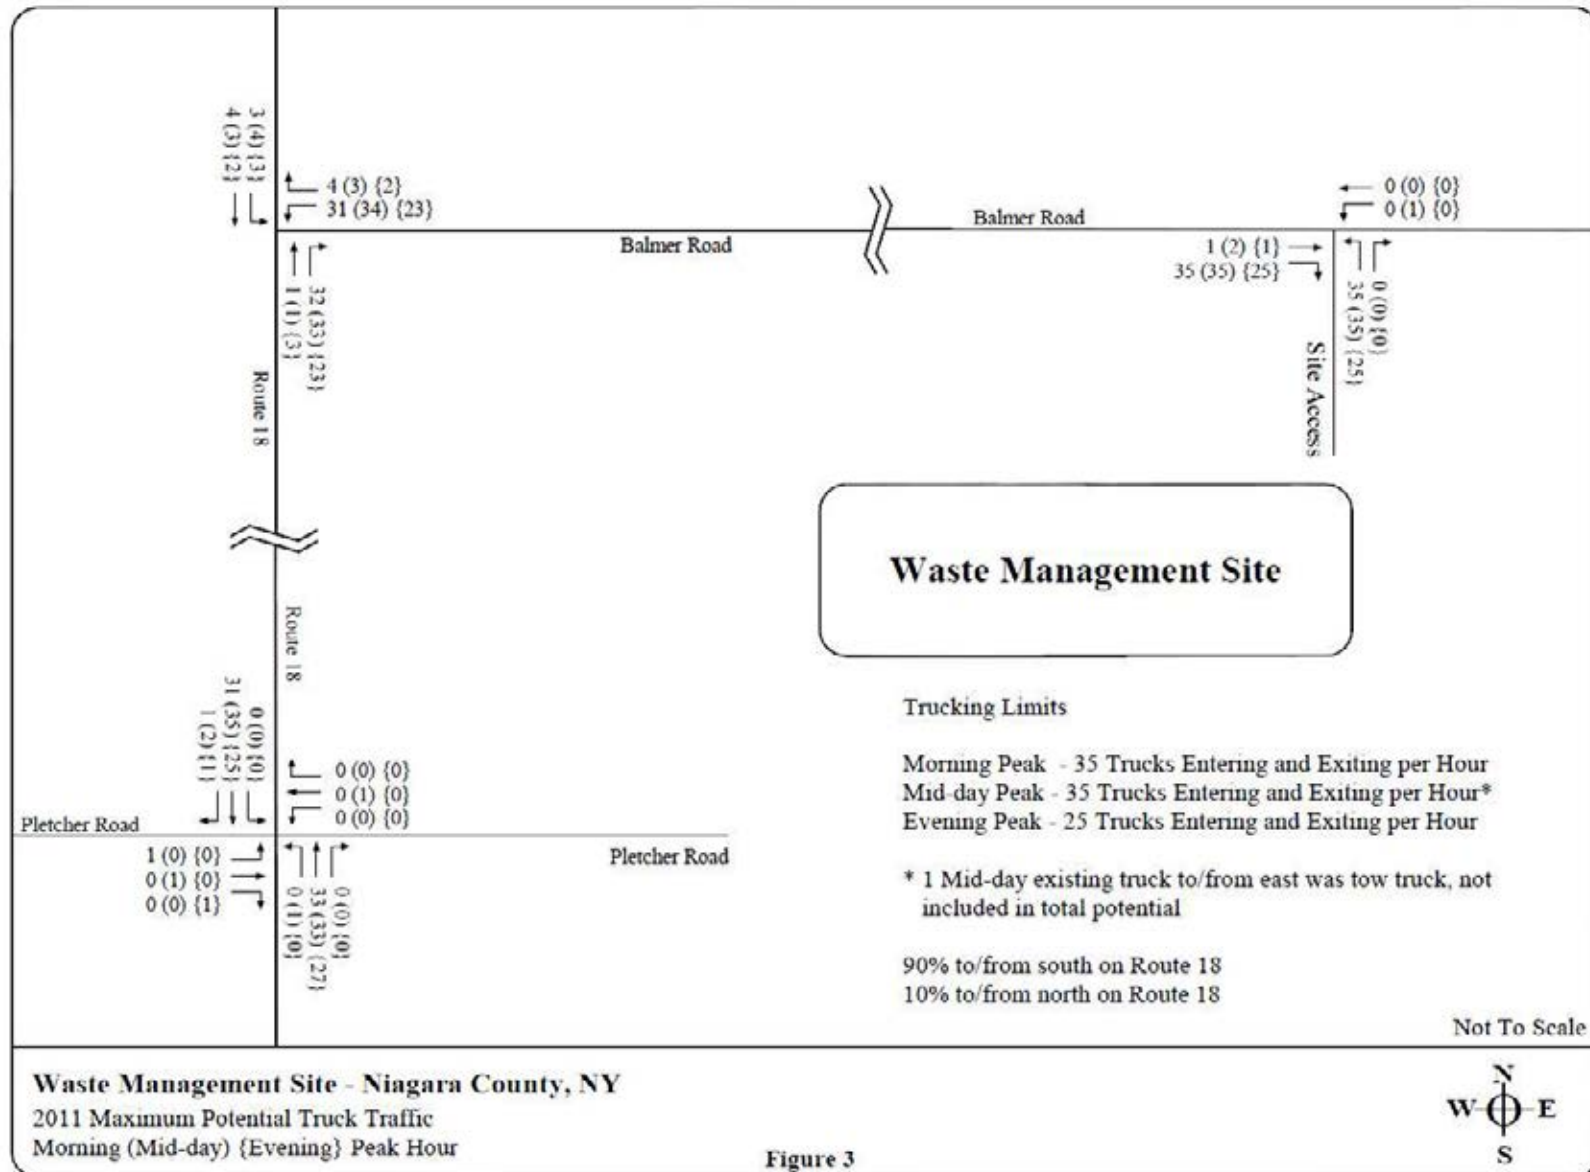 3 (4) {3}
4 (3) {2}
4 (3) {2}
31 (34) {23}
Balmer Road
Balmer Road
0 (0) {0}
0 (1) {0}
1 (2) {1}
35 (35) {25}
32 (33) {23}
1 (1) {3}
0 (0) {0}
35 (35) {25}
Route 18
Site Access
Waste Management Site
Route 18
0 (0) {0}
31 (35) {25}
1 (2) {1}
0 (0) {0}
0 (1) {0}
0 (0) {0}
Pletcher Road
Pletcher Road
1 (0) {0}
0 (1) {0}
0 (0) {1}
0 (0) {0}
33 (33) {27}
0 (1) {0}
Trucking Limits
Morning Peak - 35 Trucks Entering and Exiting per Hour
Mid-day Peak - 35 Trucks Entering and Exiting per Hour*
Evening Peak - 25 Trucks Entering and Exiting per Hour
* 1 Mid-day existing truck to/from east was tow truck, not
included in total potential
90% to/from south on Route 18
10% to/from north on Route 18
Not To Scale
Waste Management Site - Niagara County, NY
2011 Maximum Potential Truck Traffic
Morning (Mid-day) {Evening} Peak Hour
Figure 3
N
W E
S